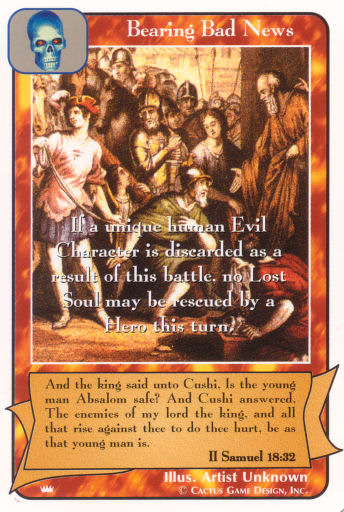 Bearing Bad News
If a unique human Evil
Character is discarded as a
result of this battle, no Lost
Soul may be rescued by a
Hero this turn.
And the king said unto Cushi, Is the young
man Absalom safe? And Cushi answered,
The enemies of my lord the king, and all
that rise against thee to do thee hurt, be as
that young man is.
II Samuel 18:32
Illus. Artist Unknown
© Cactus Game Design, Inc.